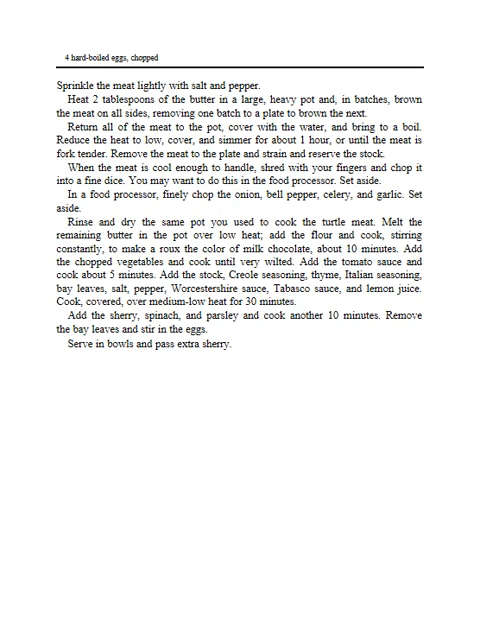 4 hard-boiled eggs, chopped
Sprinkle the meat lightly with salt and pepper.
Heat 2 tablespoons of the butter in a large, heavy pot and, in batches, brown
the meat on all sides, removing one batch to a plate to brown the next.
Return all of the meat to the pot, cover with the water, and bring to a boil.
Reduce the heat to low, cover, and simmer for about 1 hour, or until the meat is
fork tender. Remove the meat to the plate and strain and reserve the stock.
When the meat is cool enough to handle, shred with your fingers and chop it
into a fine dice. You may want to do this in the food processor. Set aside.
In a food processor, finely chop the onion, bell pepper, celery, and garlic. Set
aside.
Rinse and dry the same pot you used to cook the turtle meat. Melt the
remaining butter in the pot over low heat; add the flour and cook, stirring
constantly, to make a roux the color of milk chocolate, about 10 minutes. Add
the chopped vegetables and cook until very wilted. Add the tomato sauce and
cook about 5 minutes. Add the stock, Creole seasoning, thyme, Italian seasoning,
bay leaves, salt, pepper, Worcestershire sauce, Tabasco sauce, and lemon juice.
Cook, covered, over medium-low heat for 30 minutes.
Add the sherry, spinach, and parsley and cook another 10 minutes. Remove
the bay leaves and stir in the eggs.
Serve in bowls and pass extra sherry.